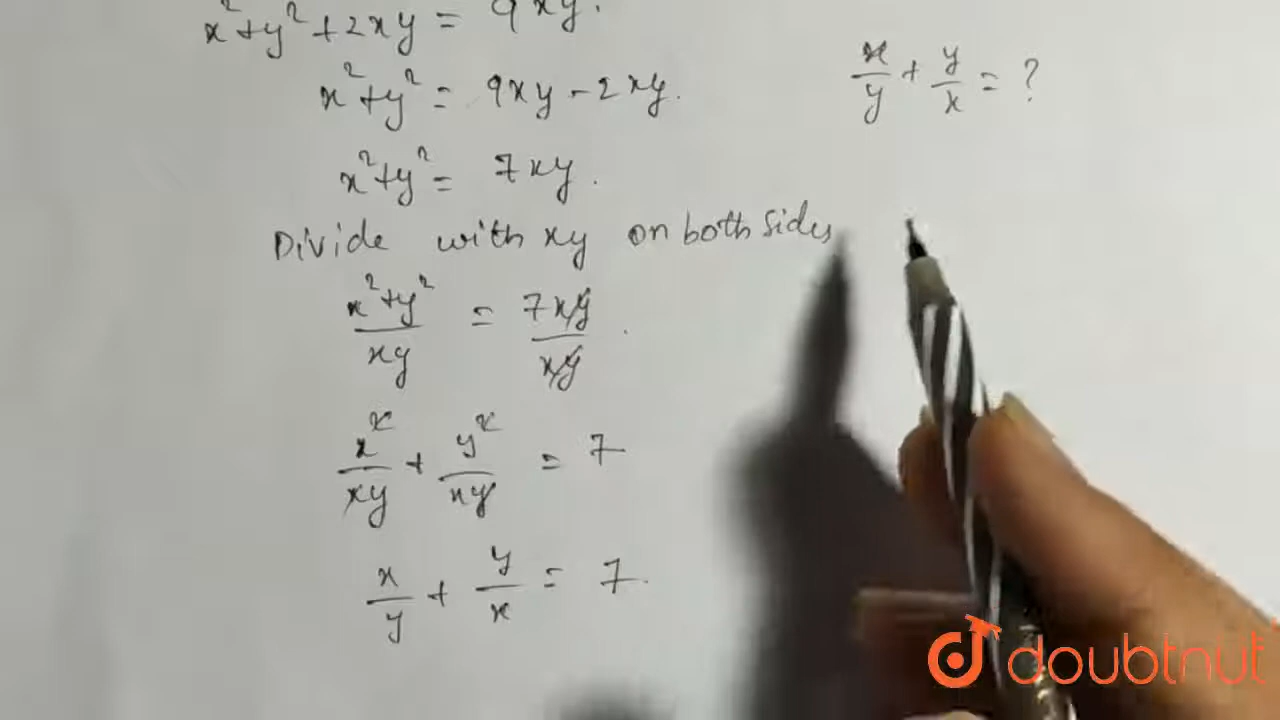 x²+y²+2xy = 9xy.
x²+y² = 9xy-2xy.
x/y + y/x = ?
x²+y² = 7xy.
Divide with xy on both sides
x²+y²/xy = 7xy/xy.
x²/xy + y²/xy = 7
x/y + y/x = 7.
doubtnut